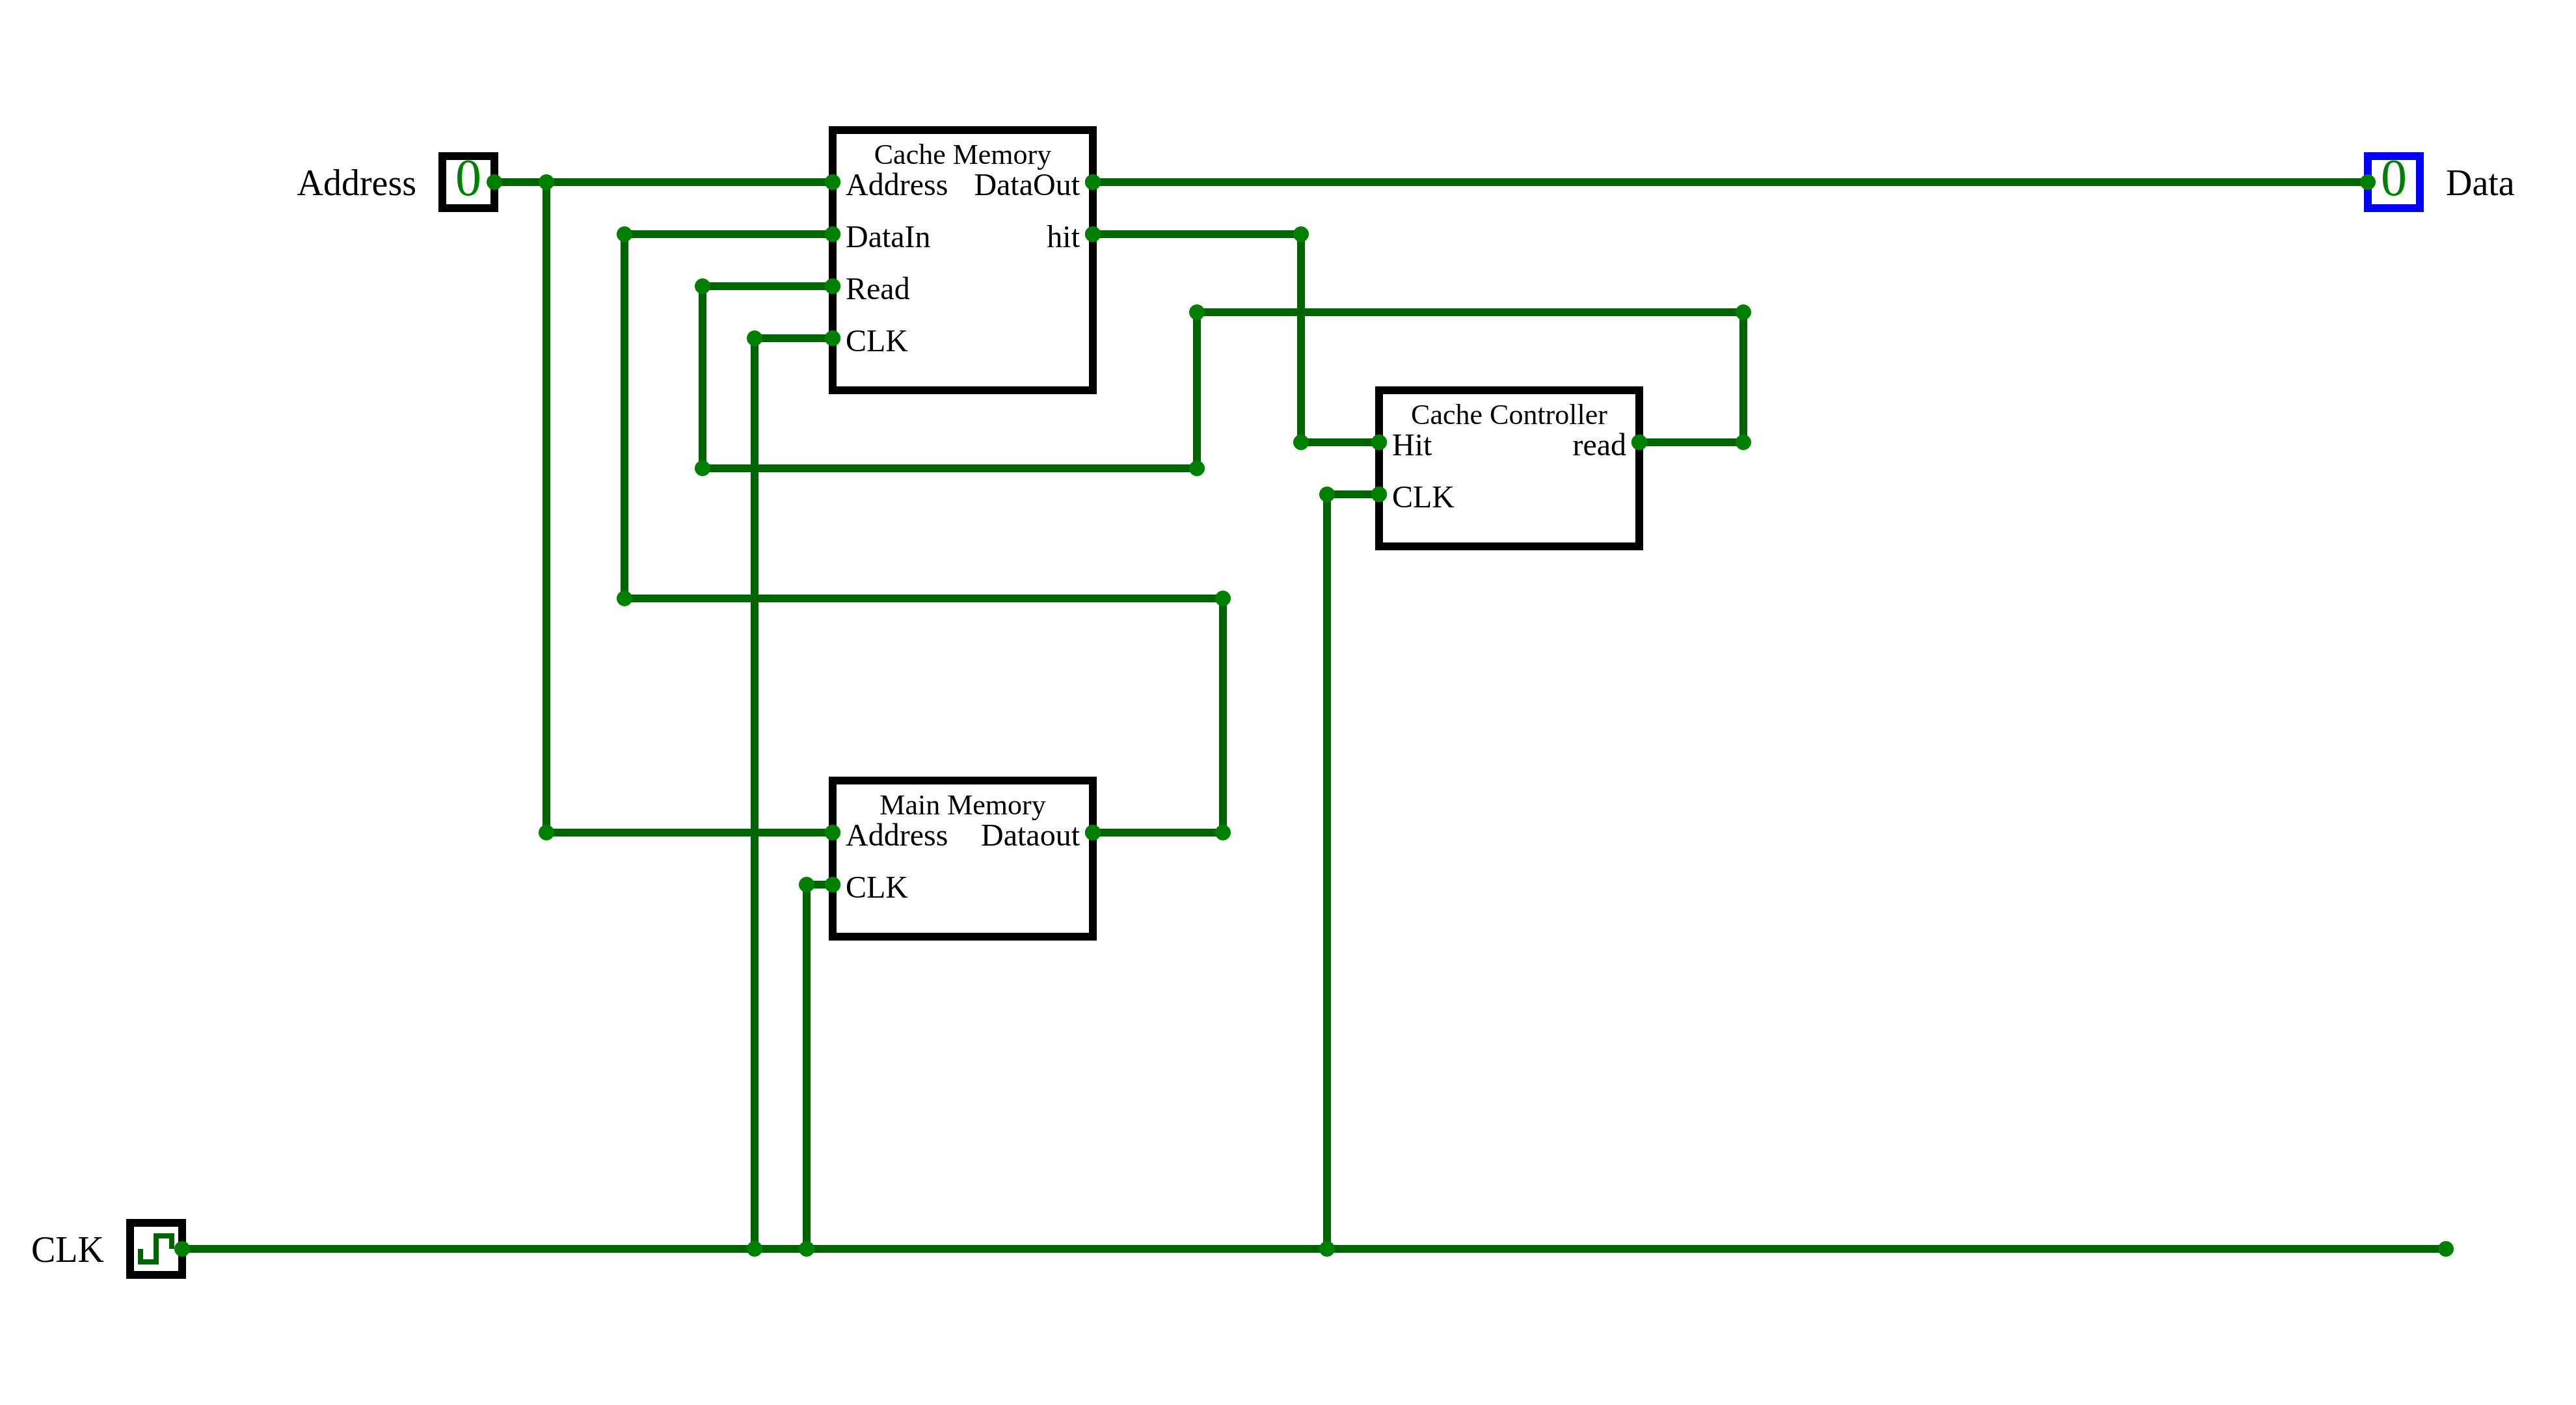 Cache Memory
Address 0 Address DataOut 0 Data
DataIn hit
Read
CLK
Cache Controller
Hit read
CLK
Main Memory
Address Dataout
CLK
CLK